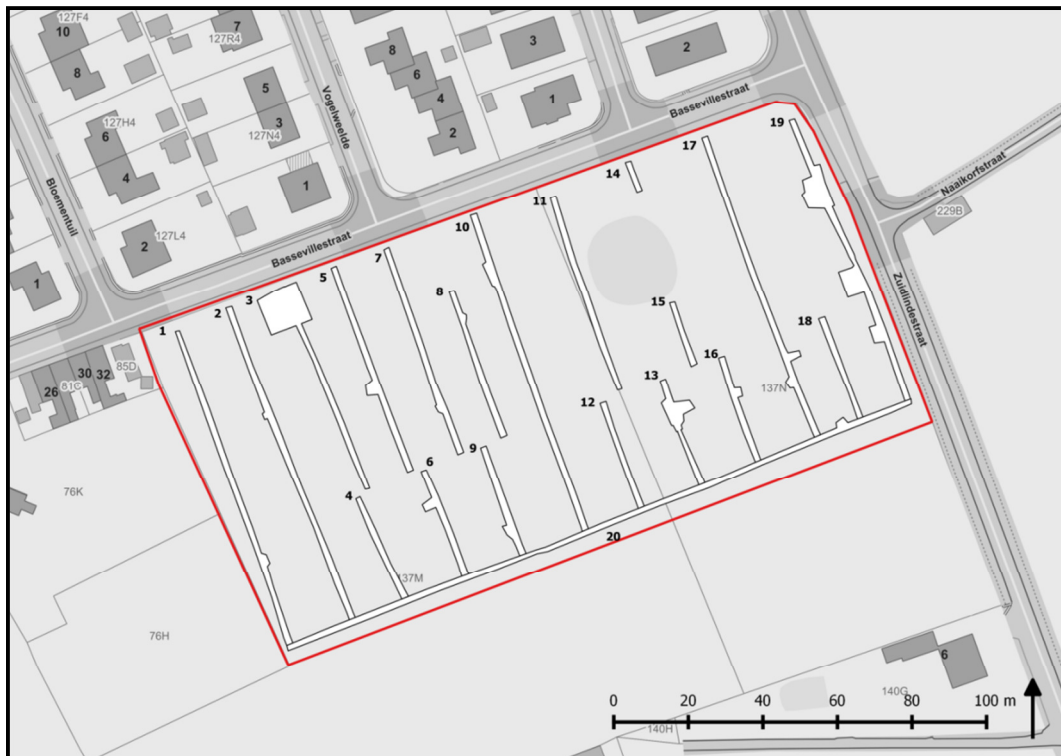 127F4
10
8
7
127R4
5
3
127N4
8
6
4
2
3
1
2
Bassevillestraat
Vogelweelde
6
127H4
4
1
Bloementuil
2
127L4
1
Bassevillestraat
Naaikorfstraat
229B
Zuidlindestraat
19
17
14
11
10
7
5
3
2
1
8
15
18
85D
30
32
26
81C
16
13
137N
12
9
6
4
76K
20
137M
76H
6
140G
140H
0 20 40 60 80 100 m